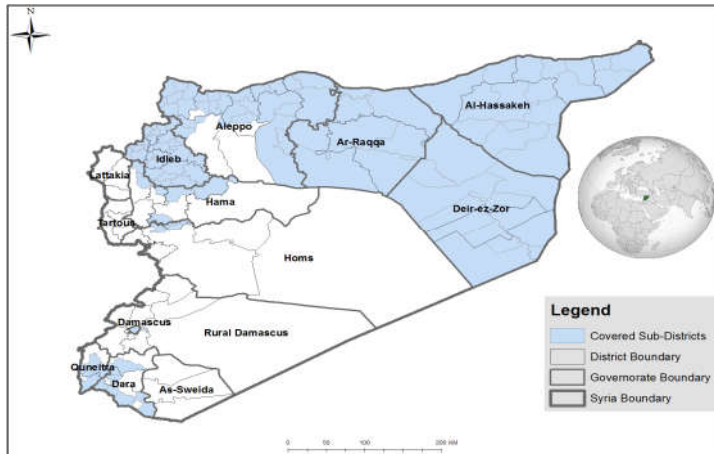 N
Al-Hassakeh
Aleppo
Ar-Raqqa
Idleb
Lattakia
Hama
Deir-ez-Zor
Tartous
Homs
Damascus
Rural Damascus
Quneitra
Dara
As-Sweida
Legend
Covered Sub-Districts
District Boundary
Governorate Boundary
Syria Boundary
0 50 100 200 KM